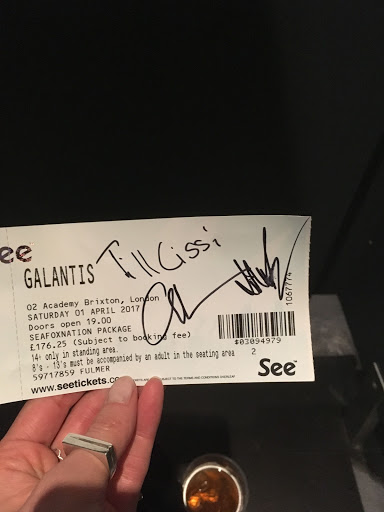 ee
GALANTIS
Till Cissi
O2 Academy Brixton, London
SATURDAY 01 APRIL 2017
Doors open 19.00
SEAFOXNATION PACKAGE
£176.25 (Subject to booking fee)
14+ only in standing area.
8's - 13's must be accompanied by an adult in the seating area
59717859 FULMER
www.seetickets.co
1067774
03094979
2
See